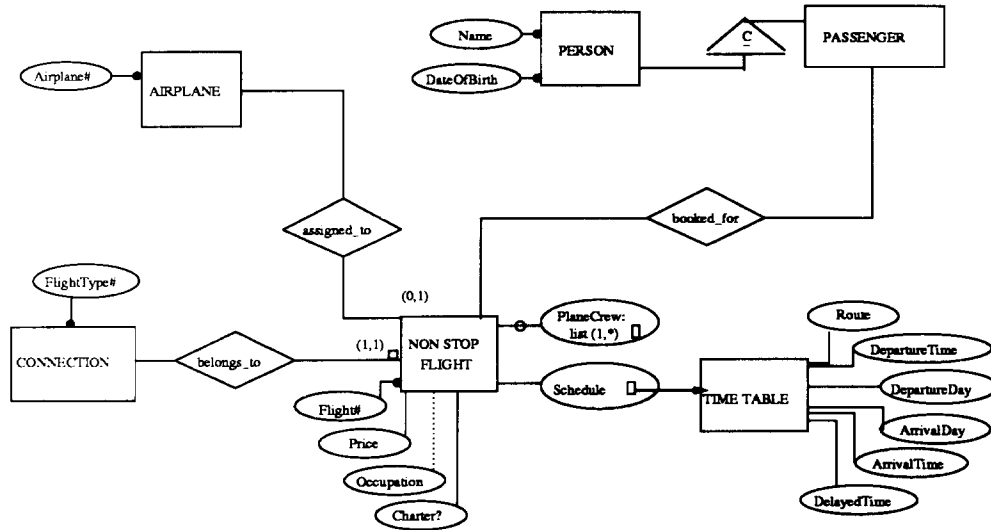 Name
PERSON
C
PASSENGER
DateOfBirth
Airplane#
AIRPLANE
booked_for
assigned_to
FlightType#
(0,1)
PlaneCrew:
list (1,*)
Route
CONNECTION
belongs_to
(1,1)
NON STOP
FLIGHT
DepartureTime
Schedule
TIME TABLE
DepartureDay
Flight#
ArrivalDay
Price
ArrivalTime
Occupation
DelayedTime
Charter?